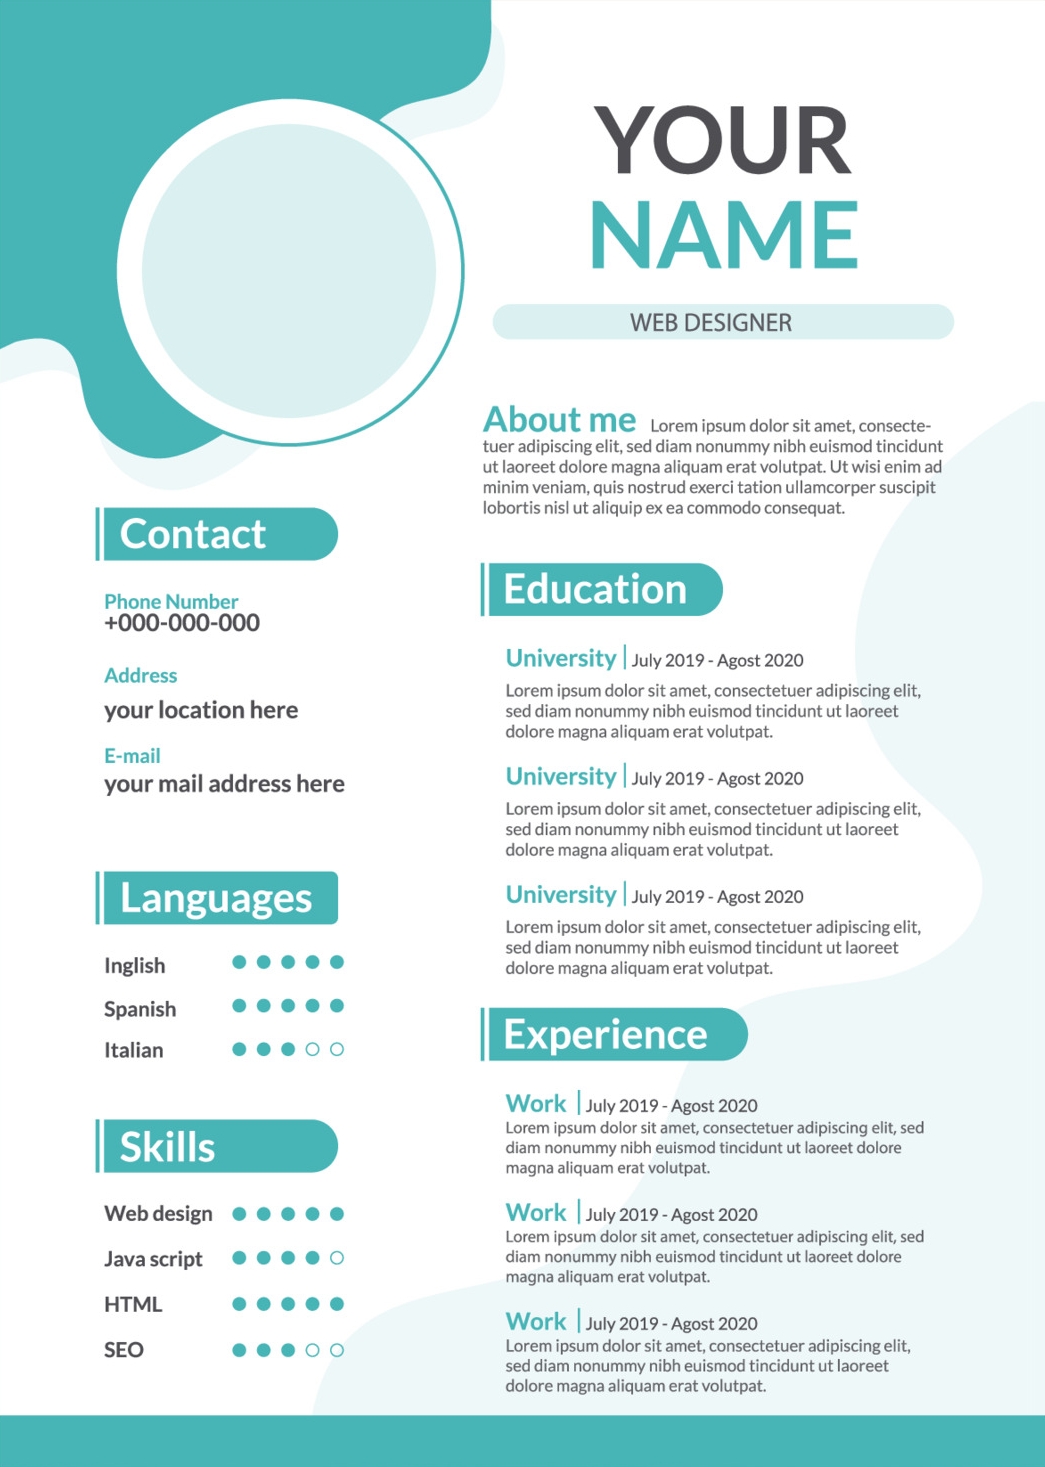 YOUR
NAME
WEB DESIGNER
About me Lorem ipsum dolor sit amet, consecte-
tuer adipiscing elit, sed diam nonummy nibh euismod tincidunt
ut laoreet dolore magna aliquam erat volutpat. Ut wisi enim ad
minim veniam, quis nostrud exerci tation ullamcorper suscipit
lobortis nisl ut aliquip ex ea commodo consequat.
Contact
Phone Number
+000-000-000
Address
your location here
E-mail
your mail address here
Languages
Inglish
Spanish
Italian
Skills
Web design
Java script
HTML
SEO
Education
University | July 2019 - Agost 2020
Lorem ipsum dolor sit amet, consectetuer adipiscing elit,
sed diam nonummy nibh euismod tincidunt ut laoreet
dolore magna aliquam erat volutpat.
University | July 2019 - Agost 2020
Lorem ipsum dolor sit amet, consectetuer adipiscing elit,
sed diam nonummy nibh euismod tincidunt ut laoreet
dolore magna aliquam erat volutpat.
University | July 2019 - Agost 2020
Lorem ipsum dolor sit amet, consectetuer adipiscing elit,
sed diam nonummy nibh euismod tincidunt ut laoreet
dolore magna aliquam erat volutpat.
Experience
Work | July 2019 - Agost 2020
Lorem ipsum dolor sit amet, consectetuer adipiscing elit, sed
diam nonummy nibh euismod tincidunt ut laoreet dolore
magna aliquam erat volutpat.
Work | July 2019 - Agost 2020
Lorem ipsum dolor sit amet, consectetuer adipiscing elit, sed
diam nonummy nibh euismod tincidunt ut laoreet dolore
magna aliquam erat volutpat.
Work | July 2019 - Agost 2020
Lorem ipsum dolor sit amet, consectetuer adipiscing elit,
sed diam nonummy nibh euismod tincidunt ut laoreet
dolore magna aliquam erat volutpat.